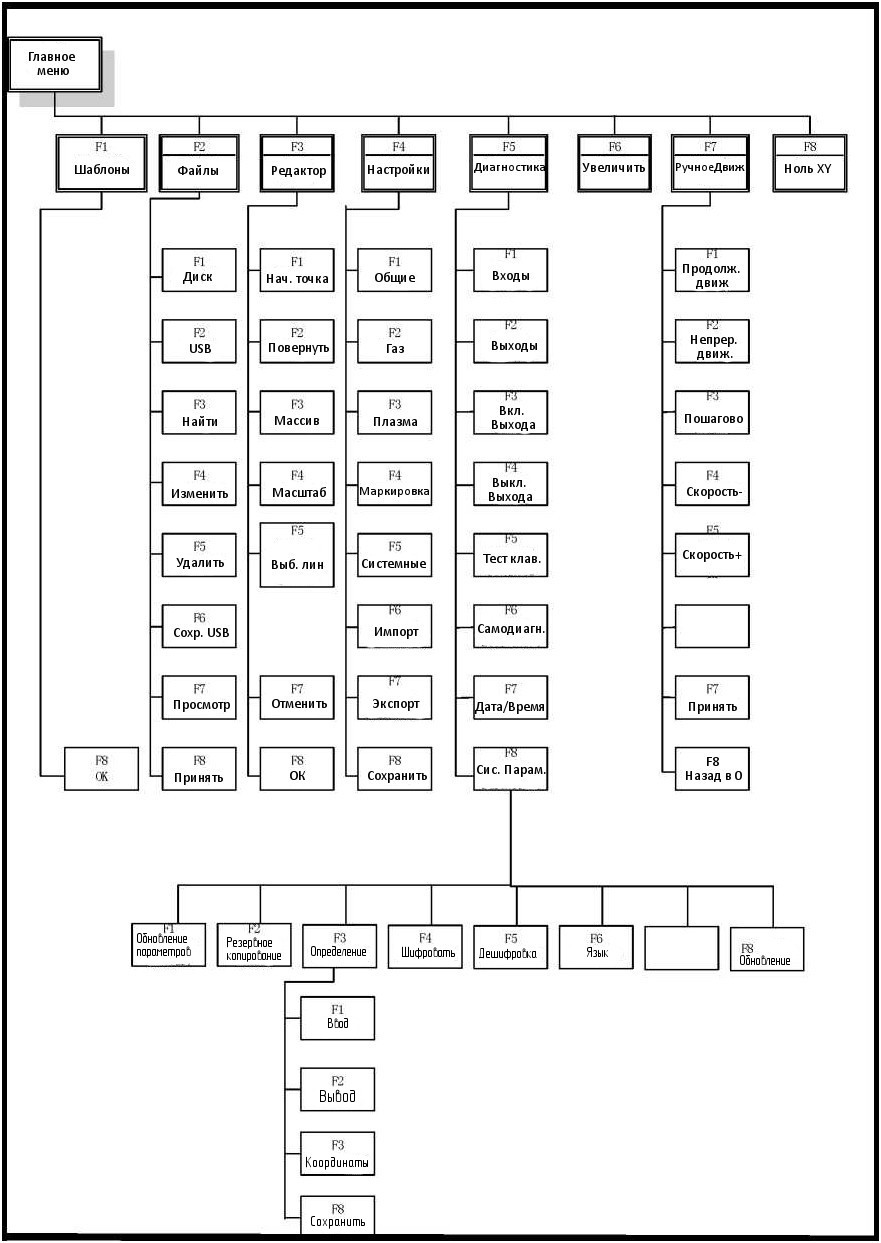 Главное
меню
F1
Шаблоны
F2
Файлы
F3
Редактор
F4
Настройки
F5
Диагностика
F6
Увеличить
F7
РучноеДвиж
F8
Ноль XY
F8
OK
F1
Диск
F2
USB
F3
Найти
F4
Изменить
F5
Удалить
F6
Сохр. USB
F7
Просмотр
F8
Принять
F1
Нач. точка
F2
Повернуть
F3
Массив
F4
Масштаб
F5
Выб. лин
F7
Отменить
F8
ОК
F1
Общие
F2
Газ
F3
Плазма
F4
Маркировка
F5
Системные
F6
Импорт
F7
Экспорт
F8
Сохранить
F1
Входы
F2
Выходы
F3
Вкл.
Выхода
F4
Выкл.
Выхода
F5
Тест клав.
F6
Самодиагн.
F7
Дата/Время
F8
Сис. Парам.
F1
Продолж.
движ
F2
Непрер.
движ.
F3
Пошагово
F4
Скорость-
F5
Скорость+
F7
Принять
F8
Назад в О
F1
Обновление
параметров
F2
Резервное
копирование
F3
Определение
F4
Шифровать
F5
Дешифровка
F6
Язык
F8
Обновление
F1
Ввод
F2
Вывод
F3
Координаты
F8
Сохранить